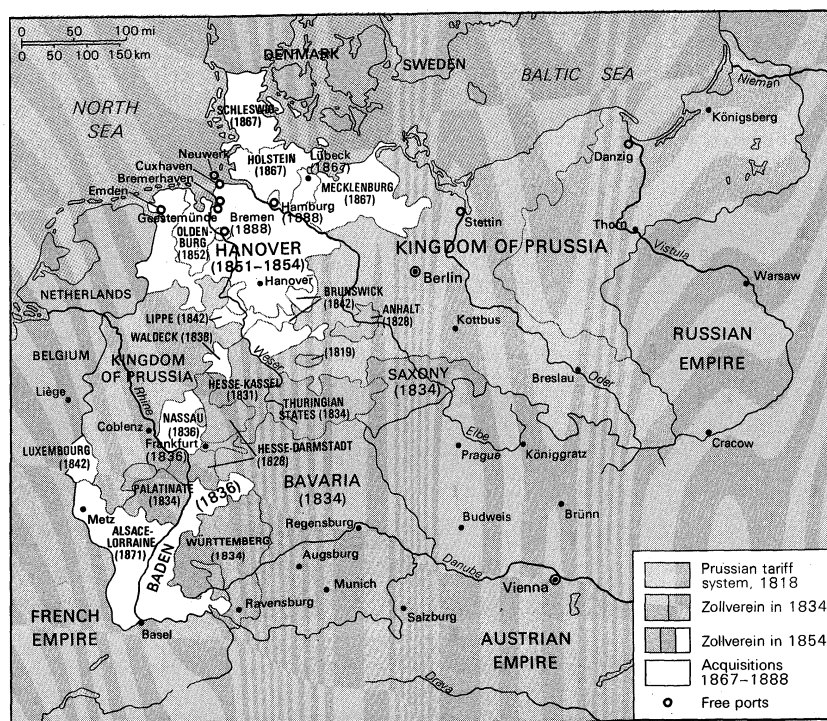 0 50 100 mi
0 50 100 150 km
DENMARK
SWEDEN
BALTIC SEA
NORTH
SEA
Nieman
Königsberg
SCHLESWIG
(1867)
Neuwerk
Cuxhaven
Bremerhaven
Emden
HOLSTEIN
(1867)
Lübeck
(1867)
MECKLENBURG
(1867)
Danzig
Geestemünde
Bremen
(1888)
Hamburg
(1888)
Stettin
OLDEN-
BURG
(1852)
HANOVER
(1851–1854)
KINGDOM OF PRUSSIA
Thorn
Vistula
Hanover
Berlin
Warsaw
NETHERLANDS
BRUNSWICK
(1842)
ANHALT
(1828)
LIPPE (1842)
WALDECK (1838)
Kottbus
RUSSIAN
EMPIRE
BELGIUM
KINGDOM
OF PRUSSIA
Weser
(1819)
Liège
Rhine
HESSE-KASSEL
(1831)
SAXONY
(1834)
Breslau
Oder
THURINGIAN
STATES (1834)
NASSAU
(1836)
Coblenz
Frankfurt
(1836)
Elbe
Prague
Königgratz
Cracow
LUXEMBOURG
(1842)
HESSE-DARMSTADT
(1828)
PALATINATE
(1834)
BAVARIA
(1834)
(1836)
BADEN
Metz
ALSACE-
LORRAINE
(1871)
Regensburg
Budweis
Brünn
WÜRTTEMBERG
(1834)
Augsburg
Munich
Danube
Vienna
Ravensburg
Salzburg
FRENCH
EMPIRE
Basel
AUSTRIAN
EMPIRE
Drava
Prussian tariff
system, 1818
Zollverein in 1834
Zollverein in 1854
Acquisitions
1867–1888
Free ports